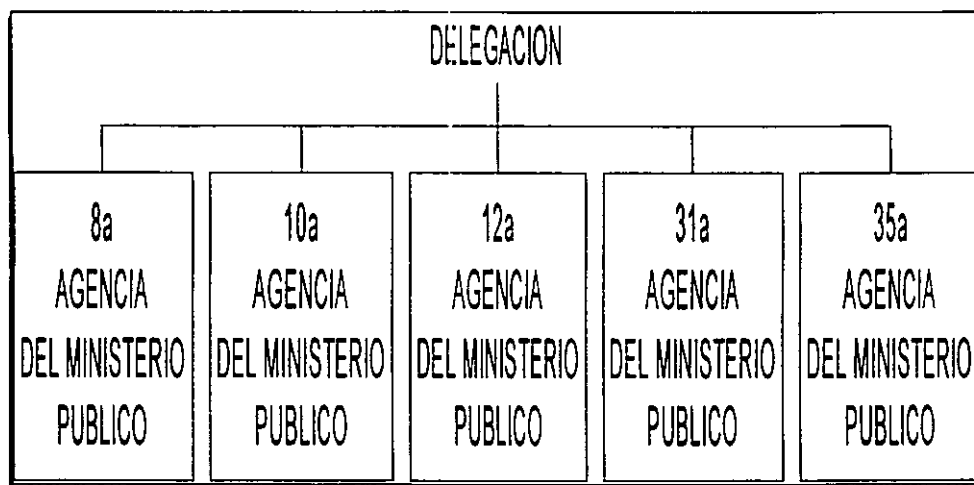 DELEGACION
8a
AGENCIA
DEL MINISTERIO
PUBLICO
10a
AGENCIA
DEL MINISTERIO
PUBLICO
12a
AGENCIA
DEL MINISTERIO
PUBLICO
31a
AGENCIA
DEL MINISTERIO
PUBLICO
35a
AGENCIA
DEL MINISTERIO
PUBLICO